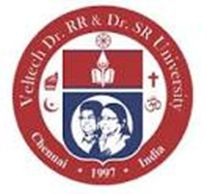 Veltech Dr. RR & Dr. SR University
Chennai • 1997 • India